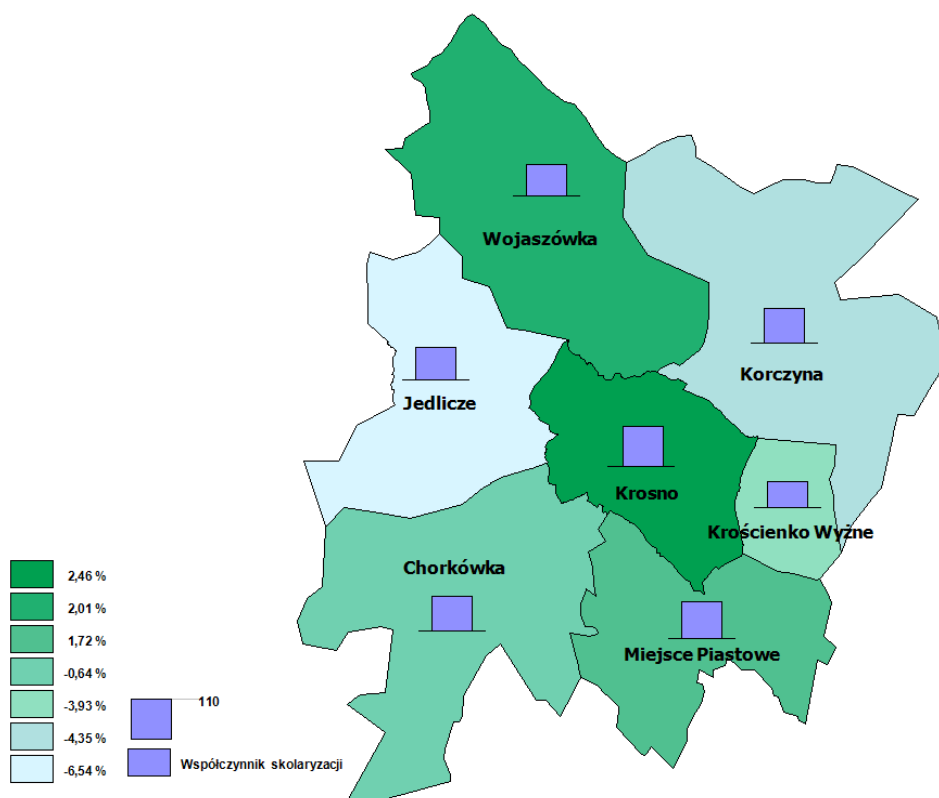 Wojaszówka
Korczyna
Jedlicze
Krosno
Krościenko Wyżne
Chorkówka
Miejsce Piastowe
2,46 %
2,01 %
1,72 %
-0,64 %
-3,93 %
-4,35 %
-6,54 %
110
Współczynnik skolaryzacji